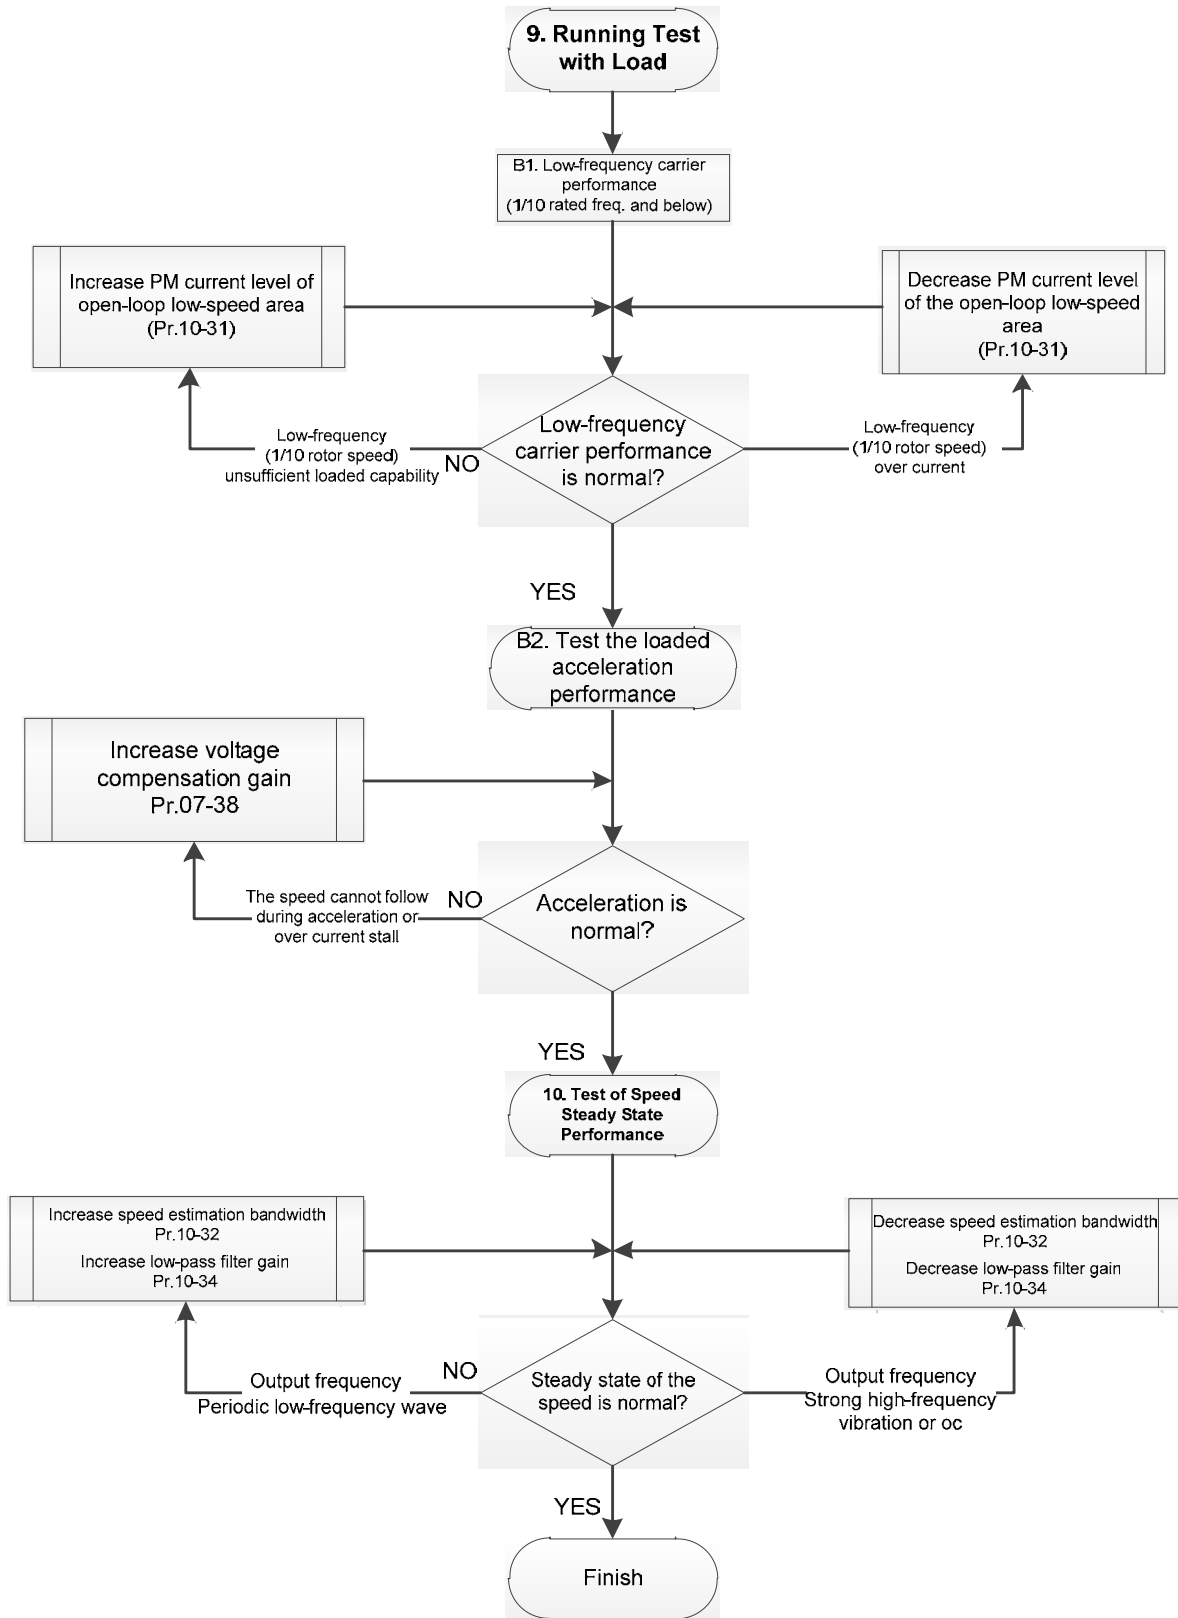 9. Running Test
with Load
B1. Low-frequency carrier
performance
(1/10 rated freq. and below)
Increase PM current level of
open-loop low-speed area
(Pr.10-31)
Decrease PM current level
of the open-loop low-speed
area
(Pr.10-31)
Low-frequency
(1/10 rotor speed)
unsufficient loaded capability
NO
Low-frequency
carrier performance
is normal?
Low-frequency
(1/10 rotor speed)
over current
YES
B2. Test the loaded
acceleration
performance
Increase voltage
compensation gain
Pr.07-38
The speed cannot follow
during acceleration or
over current stall
NO
Acceleration is
normal?
YES
10. Test of Speed
Steady State
Performance
Increase speed estimation bandwidth
Pr.10-32
Increase low-pass filter gain
Pr.10-34
Decrease speed estimation bandwidth
Pr.10-32
Decrease low-pass filter gain
Pr.10-34
Output frequency
Periodic low-frequency wave
NO
Steady state of the
speed is normal?
Output frequency
Strong high-frequency
vibration or oc
YES
Finish